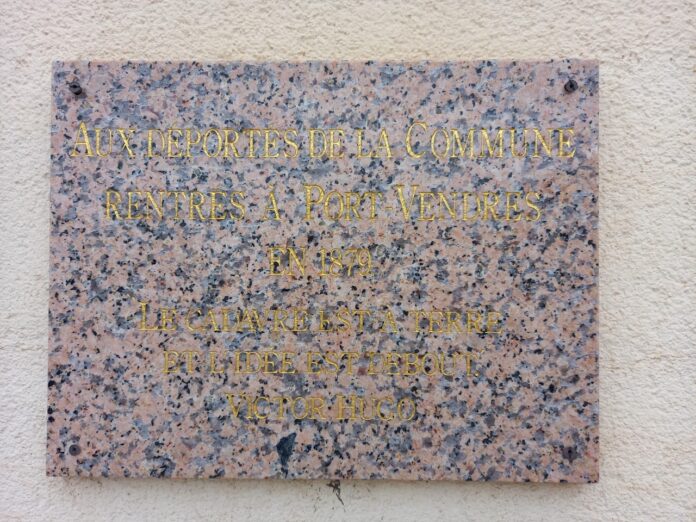 AUX DÉPORTÉS DE LA COMMUNE
RENTRÉS À PORT-VENDRES
EN 1879
LE CADAVRE EST À TERRE
ET L'IDÉE EST DEBOUT.
VICTOR HUGO